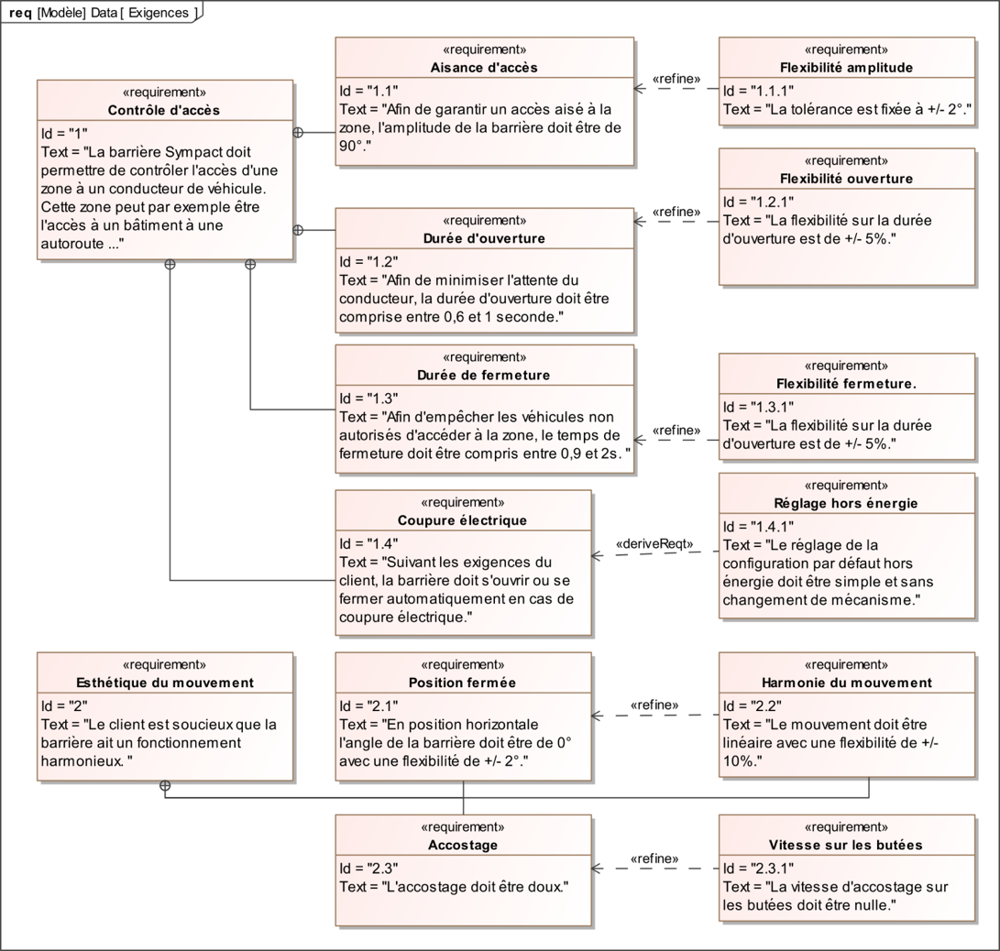 req [Modèle] Data [ Exigences ]
«requirement»
Contrôle d'accès
Id = "1"
Text = "La barrière Sympact doit
permettre de contrôler l'accès d'une
zone à un conducteur de véhicule.
Cette zone peut par exemple être
l'accès à un bâtiment à une
autoroute ..."
«requirement»
Aisance d'accès
Id = "1.1"
Text = "Afin de garantir un accès aisé à la
zone, l'amplitude de la barrière doit être de
90°."
«refine»
«requirement»
Flexibilité amplitude
Id = "1.1.1"
Text = "La tolérance est fixée à +/- 2°."
«requirement»
Durée d'ouverture
Id = "1.2"
Text = "Afin de minimiser l'attente du
conducteur, la durée d'ouverture doit être
comprise entre 0,6 et 1 seconde."
«refine»
«requirement»
Flexibilité ouverture
Id = "1.2.1"
Text = "La flexibilité sur la durée
d'ouverture est de +/- 5%."
«requirement»
Durée de fermeture
Id = "1.3"
Text = "Afin d'empêcher les véhicules non
autorisés d'accéder à la zone, le temps de
fermeture doit être compris entre 0,9 et 2s. "
«refine»
«requirement»
Flexibilité fermeture.
Id = "1.3.1"
Text = "La flexibilité sur la durée
d'ouverture est de +/- 5%."
«requirement»
Coupure électrique
Id = "1.4"
Text = "Suivant les exigences du
client, la barrière doit s'ouvrir ou se
fermer automatiquement en cas de
coupure électrique."
«deriveReqt»
«requirement»
Réglage hors énergie
Id = "1.4.1"
Text = "Le réglage de la
configuration par défaut hors
énergie doit être simple et sans
changement de mécanisme."
«requirement»
Esthétique du mouvement
Id = "2"
Text = "Le client est soucieux que la
barrière ait un fonctionnement
harmonieux. "
«requirement»
Position fermée
Id = "2.1"
Text = "En position horizontale
l'angle de la barrière doit être de 0°
avec une flexibilité de +/- 2°."
«refine»
«requirement»
Harmonie du mouvement
Id = "2.2"
Text = "Le mouvement doit être
linéaire avec une flexibilité de +/-
10%."
«requirement»
Accostage
Id = "2.3"
Text = "L'accostage doit être doux."
«refine»
«requirement»
Vitesse sur les butées
Id = "2.3.1"
Text = "La vitesse d'accostage sur
les butées doit être nulle."